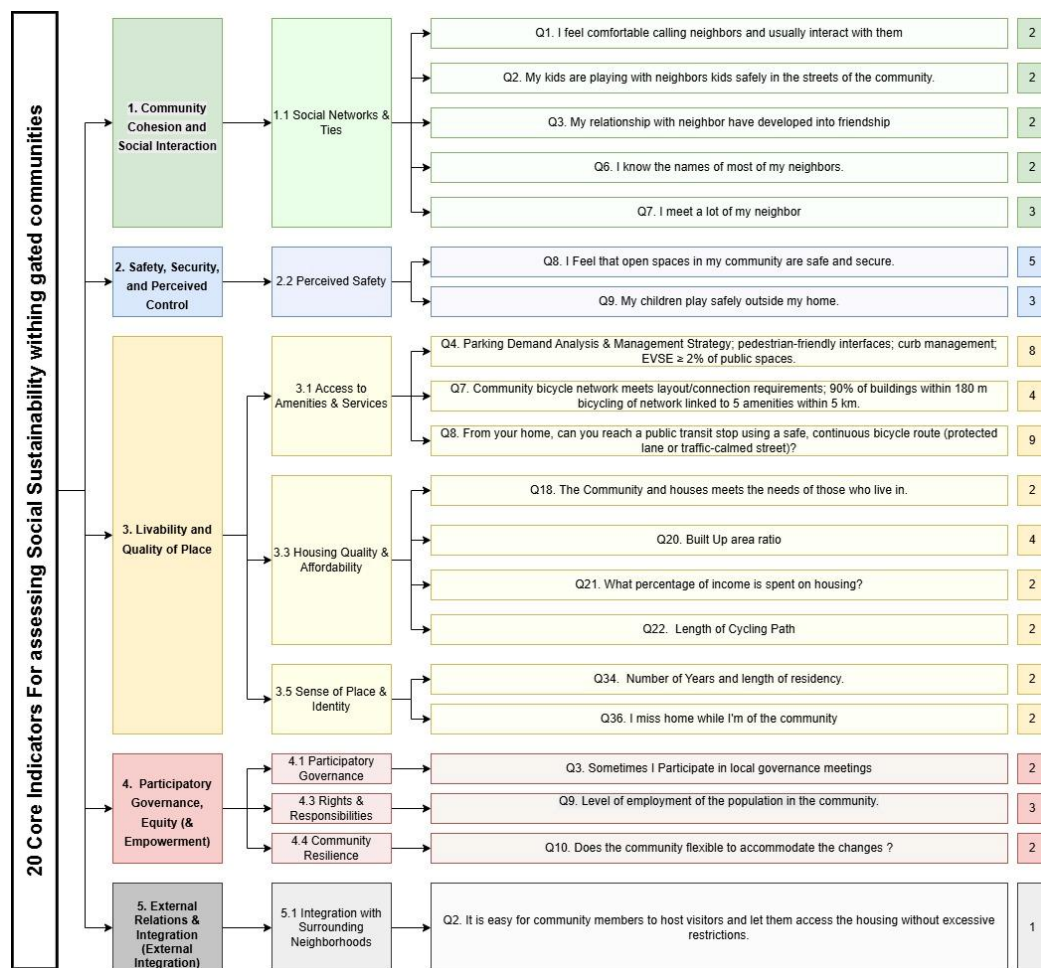 20 Core Indicators For assessing Social Sustainability withing gated communities
1. Community
Cohesion and
Social Interaction
1.1 Social Networks &
Ties
Q1. I feel comfortable calling neighbors and usually interact with them
2
Q2. My kids are playing with neighbors kids safely in the streets of the community.
2
Q3. My relationship with neighbor have developed into friendship
2
Q6. I know the names of most of my neighbors.
2
Q7. I meet a lot of my neighbor
3
2. Safety, Security,
and Perceived
Control
2.2 Perceived Safety
Q8. I Feel that open spaces in my community are safe and secure.
5
Q9. My children play safely outside my home.
3
3. Livability and
Quality of Place
3.1 Access to
Amenities & Services
Q4. Parking Demand Analysis & Management Strategy; pedestrian-friendly interfaces; curb management;
EVSE ≥ 2% of public spaces.
8
Q7. Community bicycle network meets layout/connection requirements; 90% of buildings within 180 m
bicycling of network linked to 5 amenities within 5 km.
4
Q8. From your home, can you reach a public transit stop using a safe, continuous bicycle route (protected
lane or traffic-calmed street)?
9
3.3 Housing Quality &
Affordability
Q18. The Community and houses meets the needs of those who live in.
2
Q20. Built Up area ratio
4
Q21. What percentage of income is spent on housing?
2
Q22. Length of Cycling Path
2
3.5 Sense of Place &
Identity
Q34. Number of Years and length of residency.
2
Q36. I miss home while I'm of the community
2
4. Participatory
Governance,
Equity (&
Empowerment)
4.1 Participatory
Governance
Q3. Sometimes I Participate in local governance meetings
2
4.3 Rights &
Responsibilities
Q9. Level of employment of the population in the community.
3
4.4 Community
Resilience
Q10. Does the community flexible to accommodate the changes ?
2
5. External
Relations &
Integration
(External
Integration)
5.1 Integration with
Surrounding
Neighborhoods
Q2. It is easy for community members to host visitors and let them access the housing without excessive
restrictions.
1